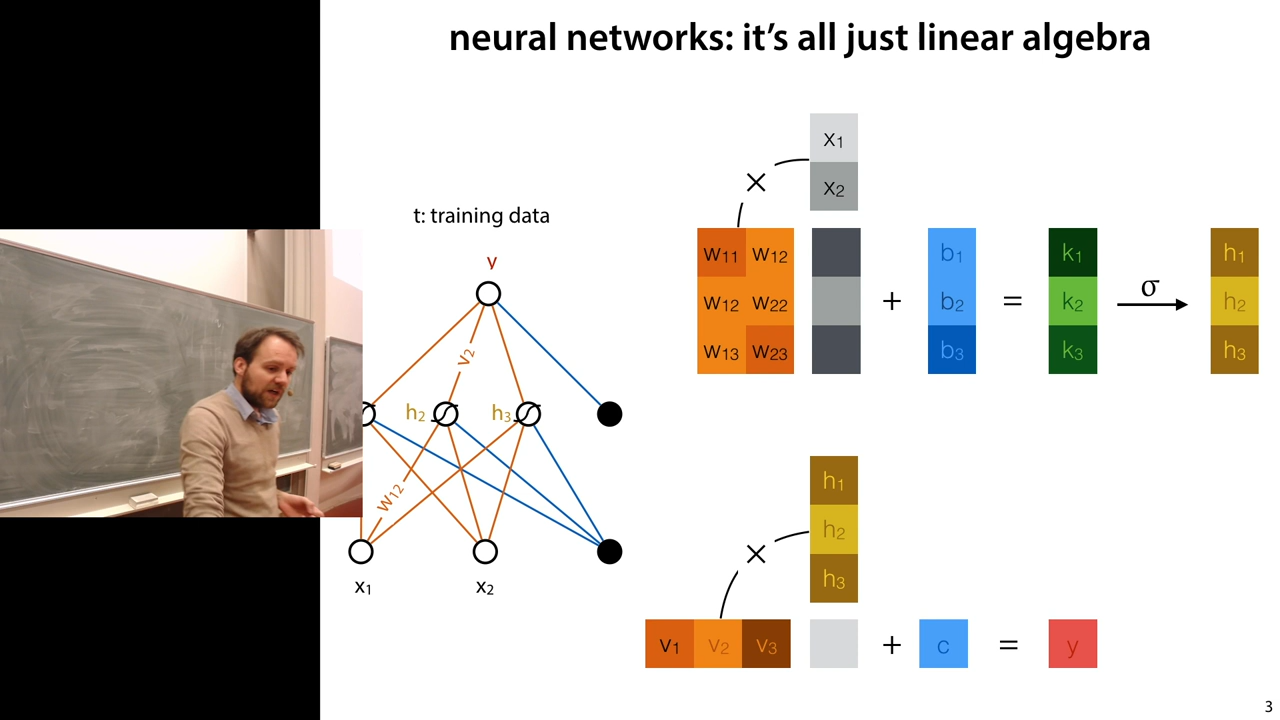 neural networks: it's all just linear algebra
t: training data
y
v2
h2
h3
w12
x1
x2
x1
x2
×
w11 w12
w12 w22
w13 w23
+
b1
b2
b3
=
k1
k2
k3
σ
h1
h2
h3
h1
h2
h3
×
v1 v2 v3 + c = y
3